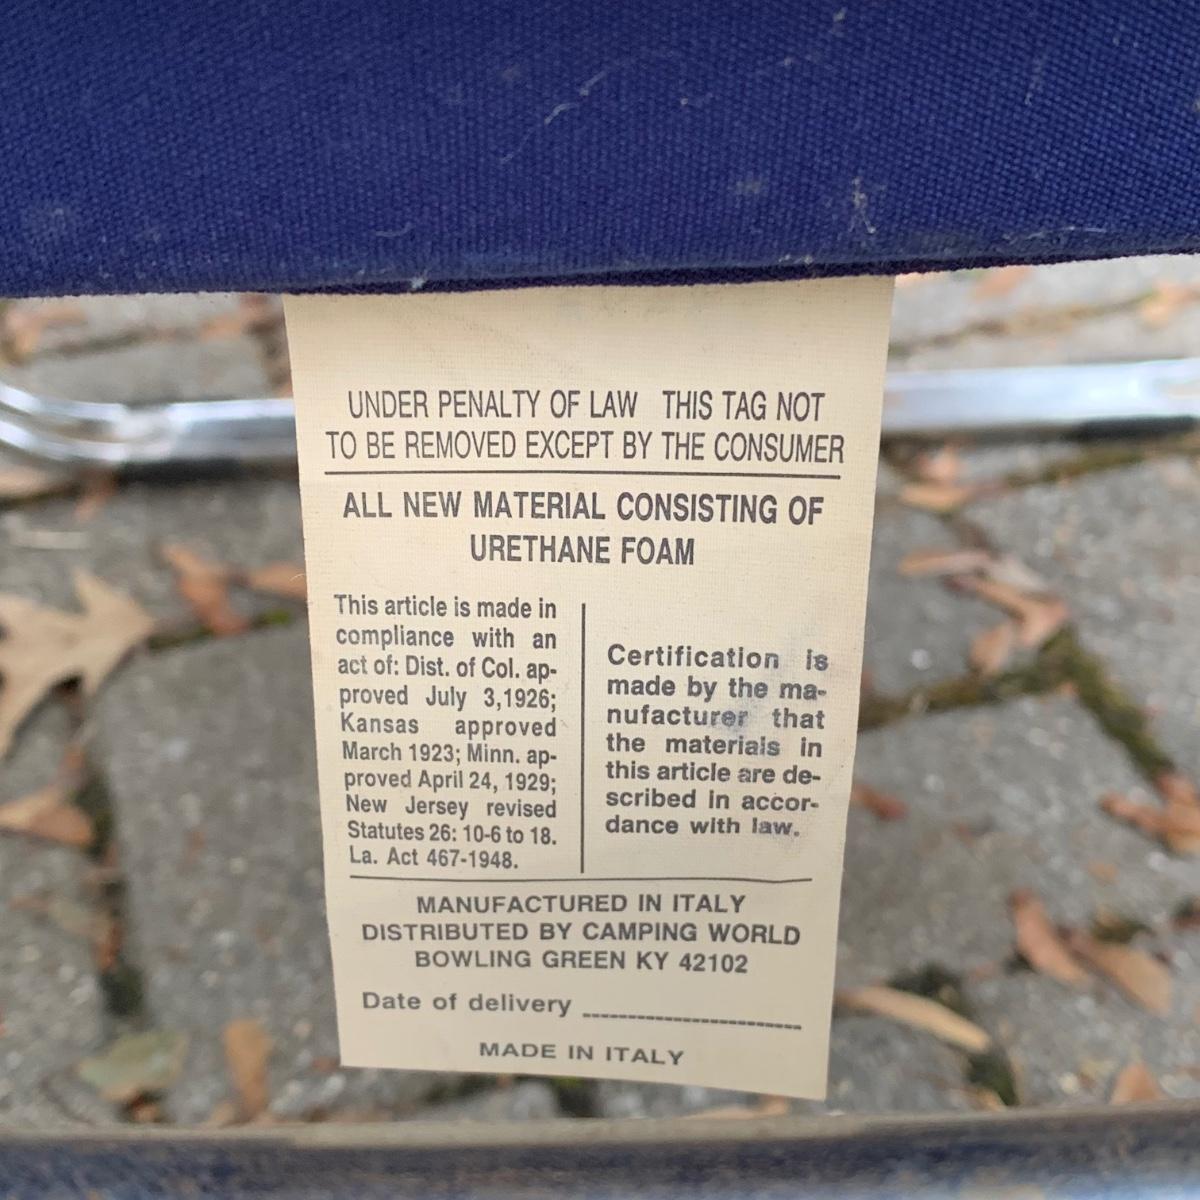 UNDER PENALTY OF LAW THIS TAG NOT
TO BE REMOVED EXCEPT BY THE CONSUMER
ALL NEW MATERIAL CONSISTING OF
URETHANE FOAM
This article is made in
compliance with an
act of: Dist. of Col. ap-
proved July 3,1926;
Kansas approved
March 1923; Minn. ap-
proved April 24, 1929;
New Jersey revised
Statutes 26: 10-6 to 18.
La. Act 467-1948.
Certification is
made by the ma-
nufacturer that
the materials in
this article are de-
scribed in accor-
dance with law.
MANUFACTURED IN ITALY
DISTRIBUTED BY CAMPING WORLD
BOWLING GREEN KY 42102
Date of delivery
MADE IN ITALY